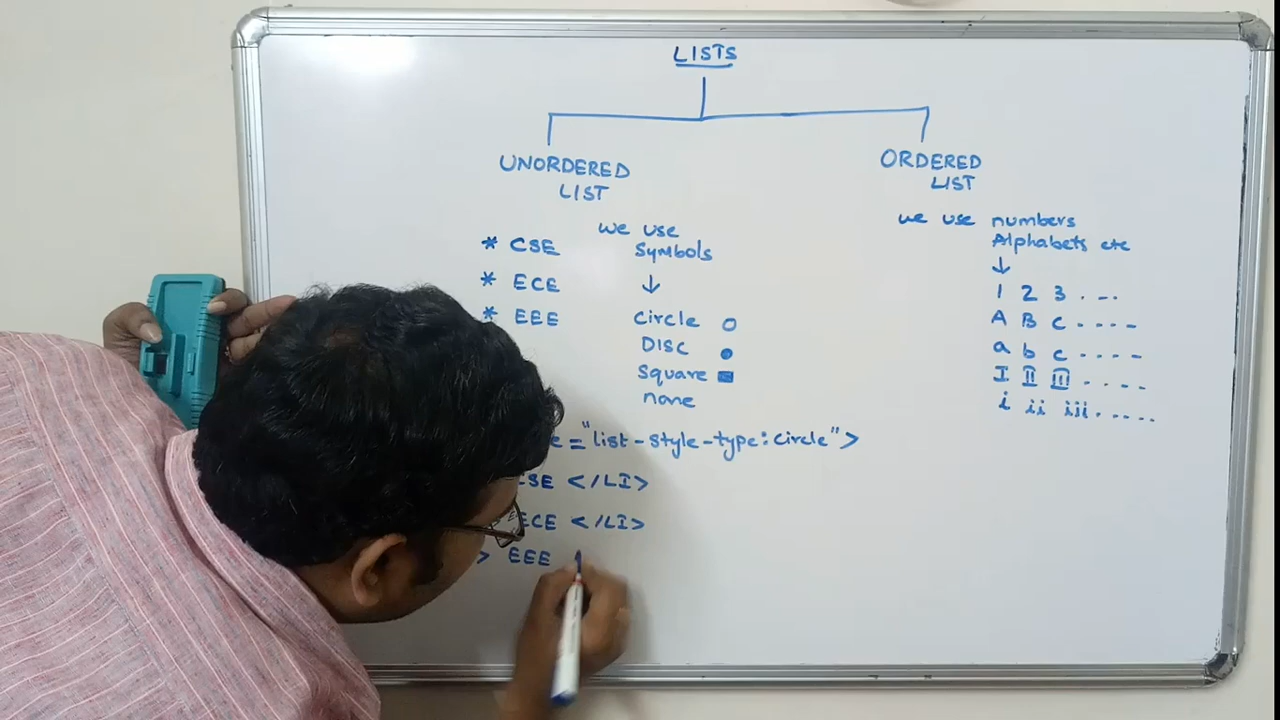 LISTS
UNORDERED
LIST
* CSE
* ECE
* EEE
we use
symbols
↓
Circle ○
DISC ●
Square ■
none
e="list-style-type:circle">
CSE </LI>
ECE </LI>
> EEE
ORDERED
LIST
we use numbers
Alphabets etc
↓
1 2 3 . . .
A B C . . . .
a b c . . . .
I II III . . . .
i ii iii . . . . .